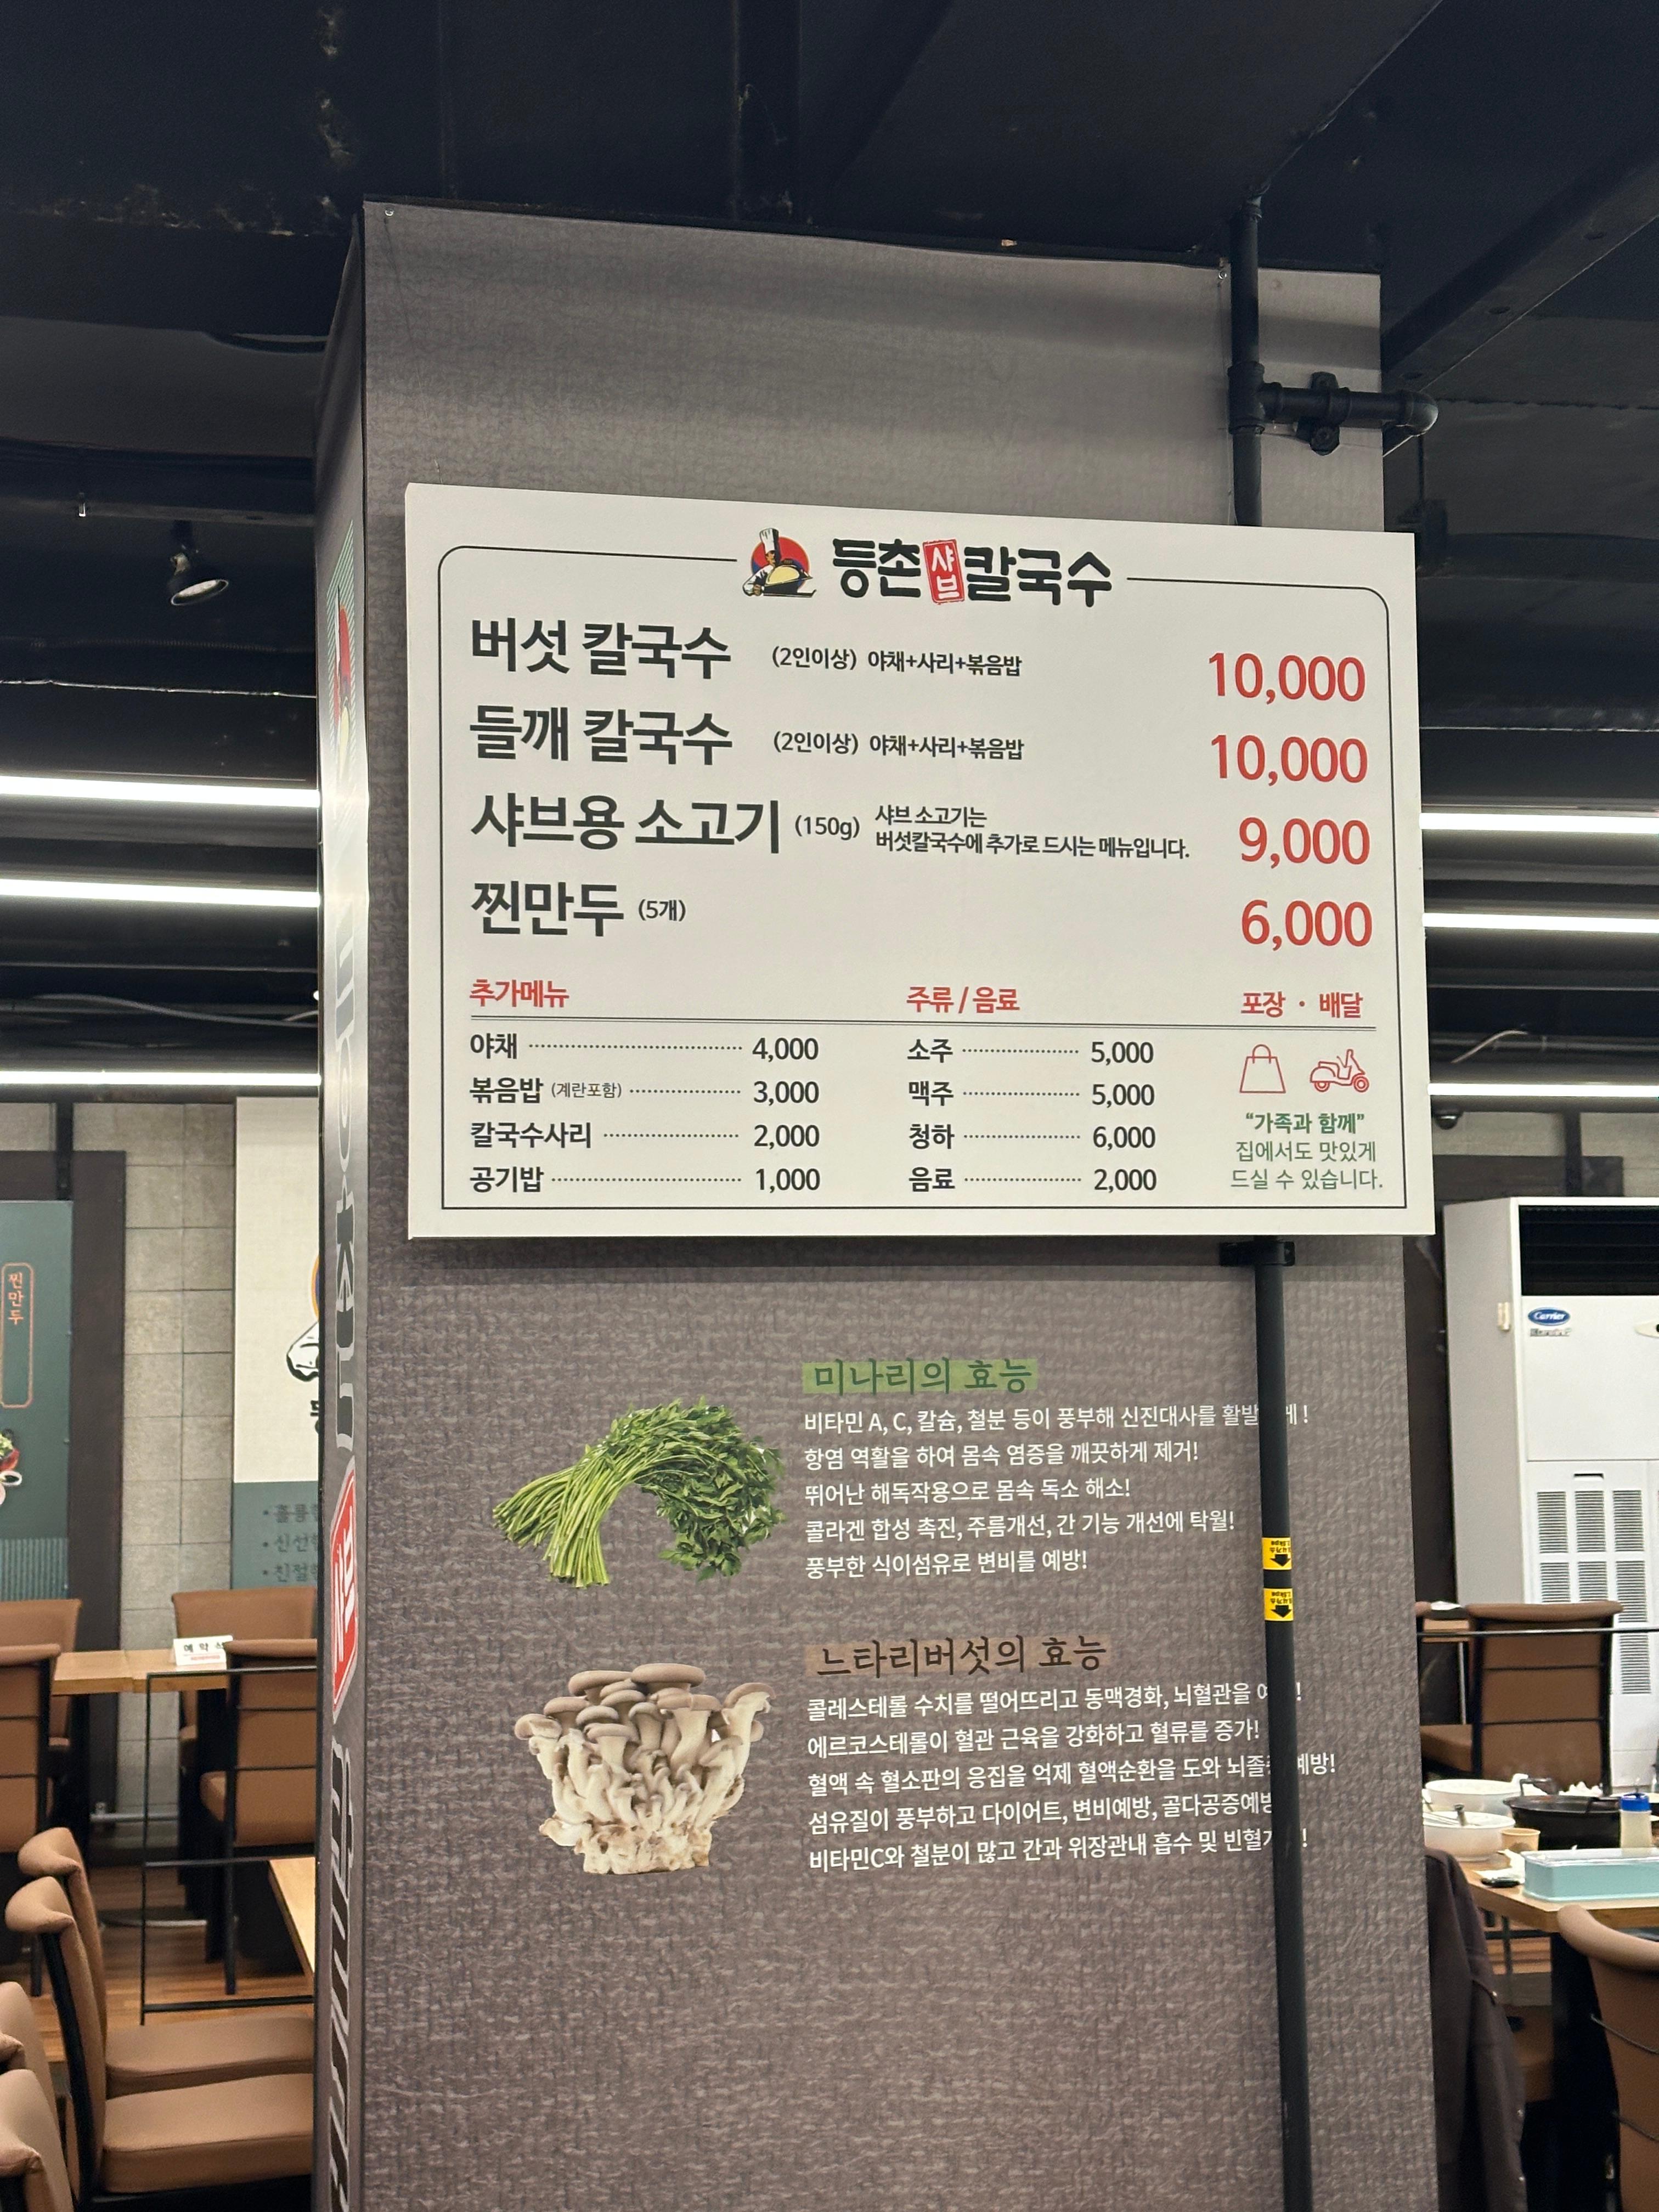 등촌샤브칼국수
버섯 칼국수 (2인이상) 야채+사리+볶음밥 10,000
들깨 칼국수 (2인이상) 야채+사리+볶음밥 10,000
샤브용 소고기 (150g) 샤브 소고기는 9,000
버섯칼국수에 추가로 드시는 메뉴입니다.
찐만두 (5개) 6,000
추가메뉴 주류 / 음료 포장 · 배달
야채 4,000 소주 5,000
볶음밥 (계란포함) 3,000 맥주 5,000
칼국수사리 2,000 청하 6,000
공기밥 1,000 음료 2,000
“가족과 함께”
집에서도 맛있게
드실 수 있습니다.
미나리의 효능
비타민 A, C, 칼슘, 철분 등이 풍부해 신진대사를
항염 역활을 하여 몸속 염증을 깨끗하게 제거!
뛰어난 해독작용으로 몸속 독소 해소!
콜라겐 합성 촉진, 주름개선, 간 기능 개선에 탁월!
풍부한 식이섬유로 변비를 예방!
느타리버섯의 효능
콜레스테롤 수치를 떨어뜨리고 동맥경화, 뇌혈관을
에르코스테롤이 혈관 근육을 강화하고 혈류를 증가!
혈액 속 혈소판의 응집을 억제 혈액순환을 도와 예방!
섬유질이 풍부하고 다이어트, 변비예방,
비타민C와 철분이 많고 간과 위장관내 흡수 및
찐만두
Carrier